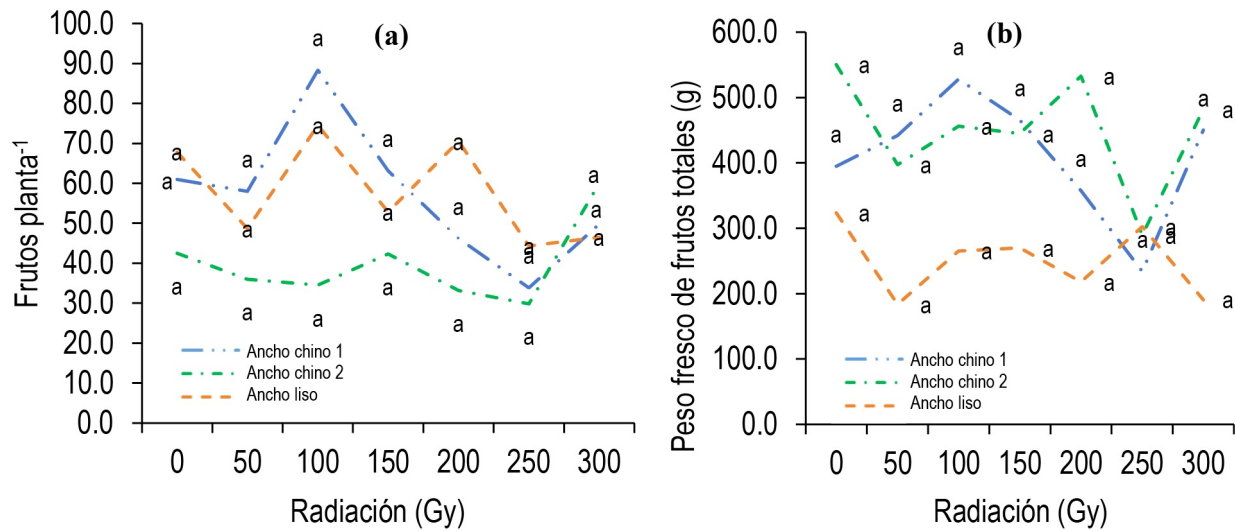 (a)
Frutos planta⁻¹
100.0
90.0
80.0
70.0
60.0
50.0
40.0
30.0
20.0
10.0
0.0
a a a a a a a
a a a a a a a
a a a a a a a
Ancho chino 1
Ancho chino 2
Ancho liso
0 50 100 150 200 250 300
Radiación (Gy)
(b)
Peso fresco de frutos totales (g)
600.0
500.0
400.0
300.0
200.0
100.0
0.0
a a a a a a a
a a a a a a a
a a a a a a a
Ancho chino 1
Ancho chino 2
Ancho liso
0 50 100 150 200 250 300
Radiación (Gy)